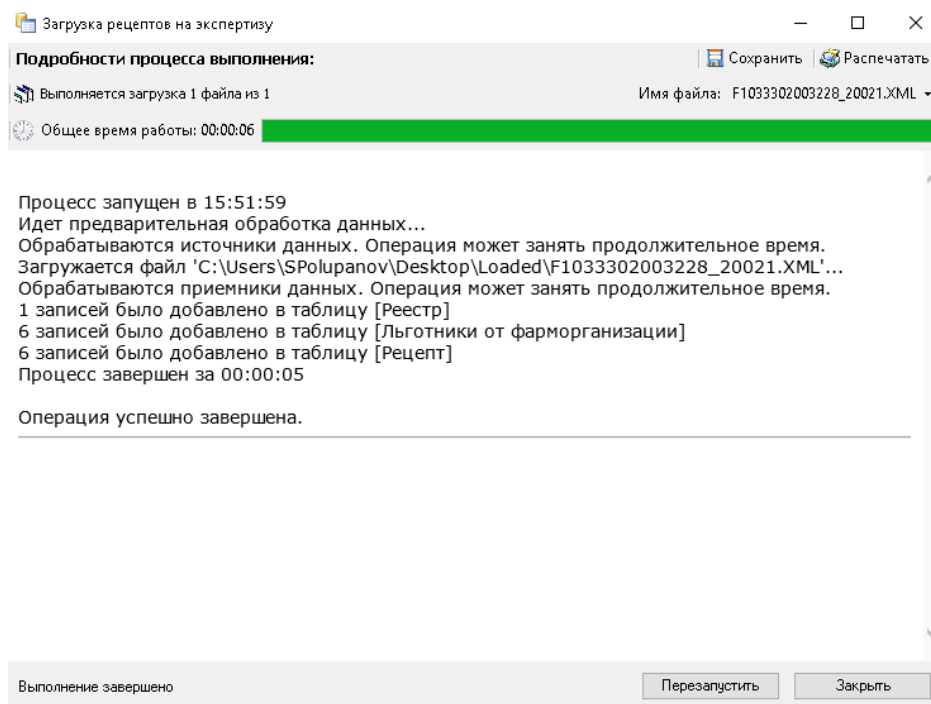 Загрузка рецептов на экспертизу
Подробности процесса выполнения: Сохранить Распечатать
Выполняется загрузка 1 файла из 1 Имя файла: F1033302003228_20021.XML
Общее время работы: 00:00:06
Процесс запущен в 15:51:59
Идет предварительная обработка данных...
Обрабатываются источники данных. Операция может занять продолжительное время.
Загружается файл 'C:\Users\SPolupanov\Desktop\Loaded\F1033302003228_20021.XML'...
Обрабатываются приемники данных. Операция может занять продолжительное время.
1 записей было добавлено в таблицу [Реестр]
6 записей было добавлено в таблицу [Льготники от фарморганизации]
6 записей было добавлено в таблицу [Рецепт]
Процесс завершен за 00:00:05
Операция успешно завершена.
Выполнение завершено Перезапустить Закрыть